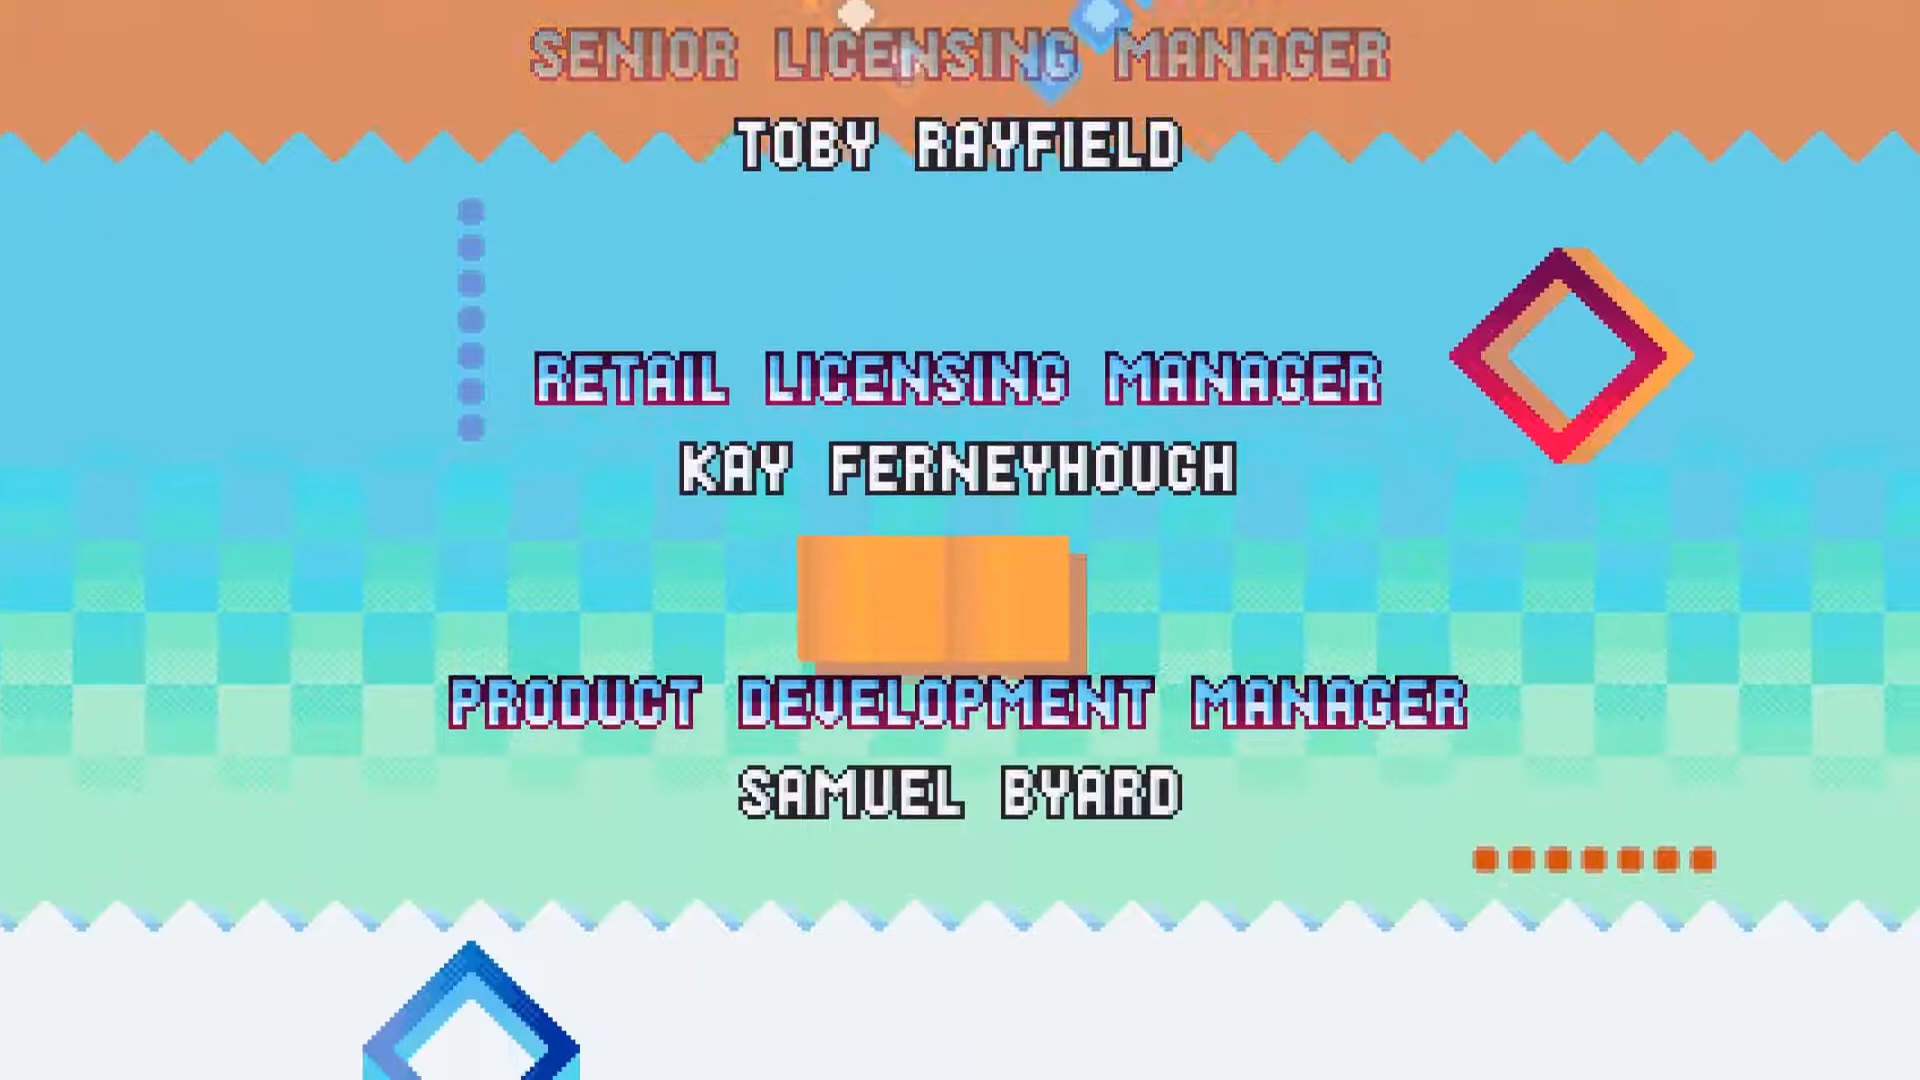 SENIOR LICENSING MANAGER
TOBY RAYFIELD
RETAIL LICENSING MANAGER
KAY FERNEYHOUGH
PRODUCT DEVELOPMENT MANAGER
SAMUEL BYARD